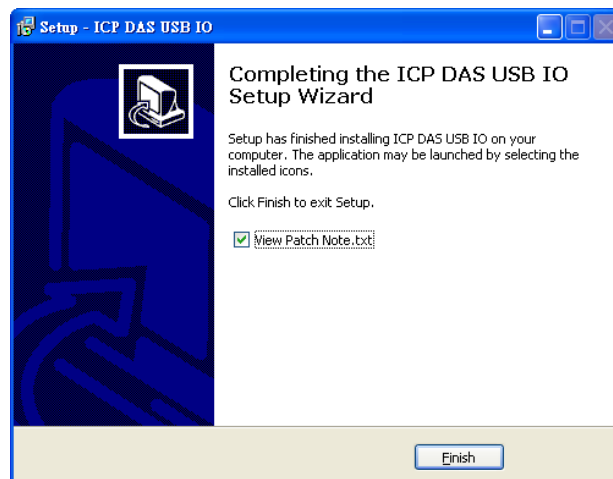 Setup - ICP DAS USB IO
Completing the ICP DAS USB IO
Setup Wizard
Setup has finished installing ICP DAS USB IO on your
computer. The application may be launched by selecting the
installed icons.
Click Finish to exit Setup.
View Patch Note.txt
Finish